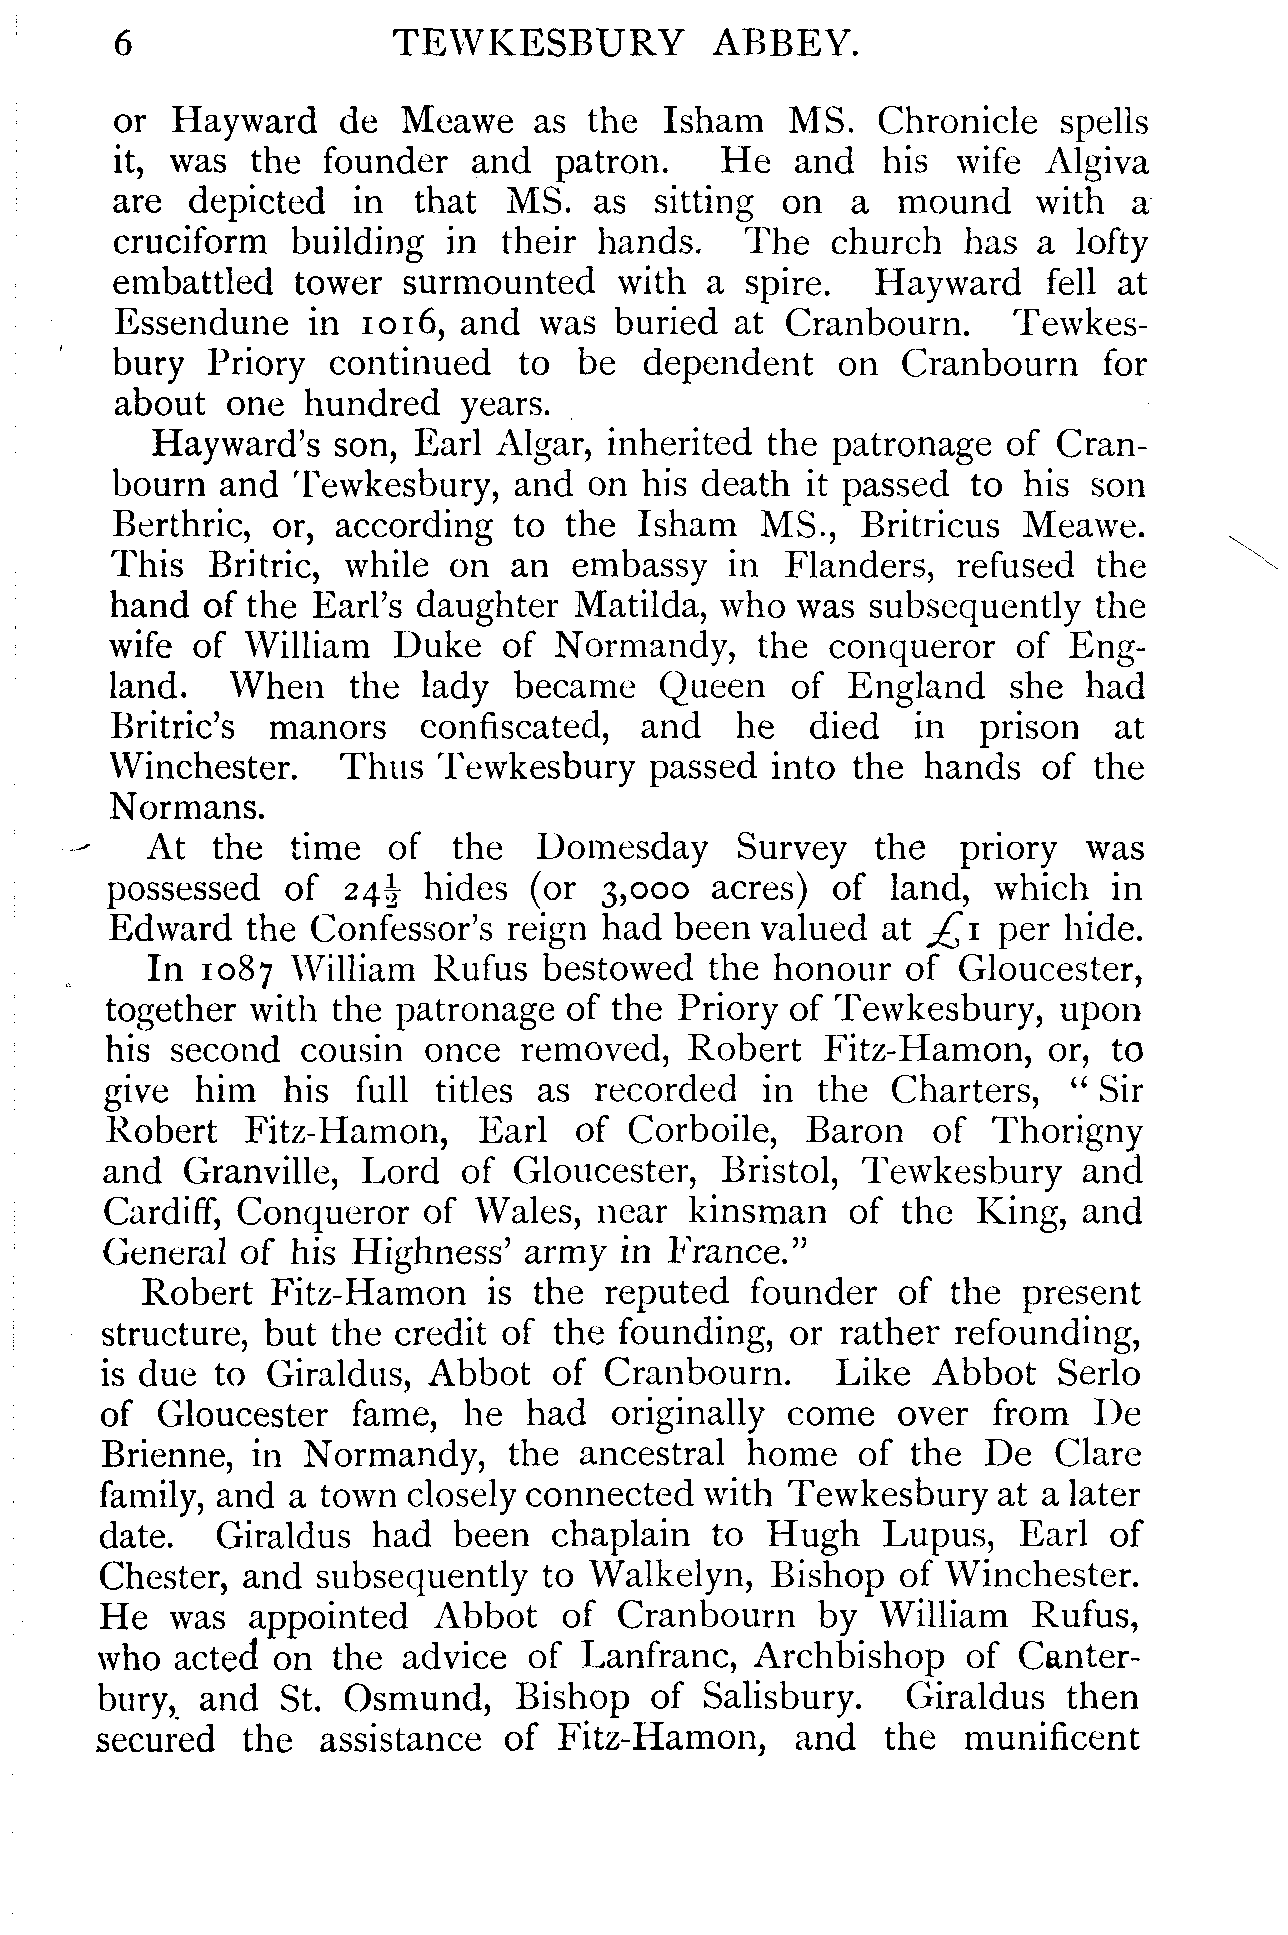 6 TEWKESBURY ABBEY.
or Hayward de Meawe as the Isham MS. Chronicle spells
it, was the founder and patron. He and his wife Algiva
are depicted in that MS. as sitting on a mound with a
cruciform building in their hands. The church has a lofty
embattled tower surmounted with a spire. Hayward fell at
Essendune in 1016, and was buried at Cranbourn. Tewkes-
bury Priory continued to be dependent on Cranbourn for
about one hundred years.
Hayward's son, Earl Algar, inherited the patronage of Cran-
bourn and Tewkesbury, and on his death it passed to his son
Berthric, or, according to the Isham MS., Britricus Meawe.
This Britric, while on an embassy in Flanders, refused the
hand of the Earl's daughter Matilda, who was subsequently the
wife of William Duke of Normandy, the conqueror of Eng-
land. When the lady became Queen of England she had
Britric's manors confiscated, and he died in prison at
Winchester. Thus Tewkesbury passed into the hands of the
Normans.
At the time of the Domesday Survey the priory was
possessed of 24½ hides (or 3,000 acres) of land, which in
Edward the Confessor's reign had been valued at £1 per hide.
In 1087 William Rufus bestowed the honour of Gloucester,
together with the patronage of the Priory of Tewkesbury, upon
his second cousin once removed, Robert Fitz-Hamon, or, to
give him his full titles as recorded in the Charters, "Sir
Robert Fitz-Hamon, Earl of Corboile, Baron of Thorigny
and Granville, Lord of Gloucester, Bristol, Tewkesbury and
Cardiff, Conqueror of Wales, near kinsman of the King, and
General of his Highness' army in France."
Robert Fitz-Hamon is the reputed founder of the present
structure, but the credit of the founding, or rather refounding,
is due to Giraldus, Abbot of Cranbourn. Like Abbot Serlo
of Gloucester fame, he had originally come over from De
Brienne, in Normandy, the ancestral home of the De Clare
family, and a town closely connected with Tewkesbury at a later
date. Giraldus had been chaplain to Hugh Lupus, Earl of
Chester, and subsequently to Walkelyn, Bishop of Winchester.
He was appointed Abbot of Cranbourn by William Rufus,
who acted on the advice of Lanfranc, Archbishop of Canter-
bury, and St. Osmund, Bishop of Salisbury. Giraldus then
secured the assistance of Fitz-Hamon, and the munificent